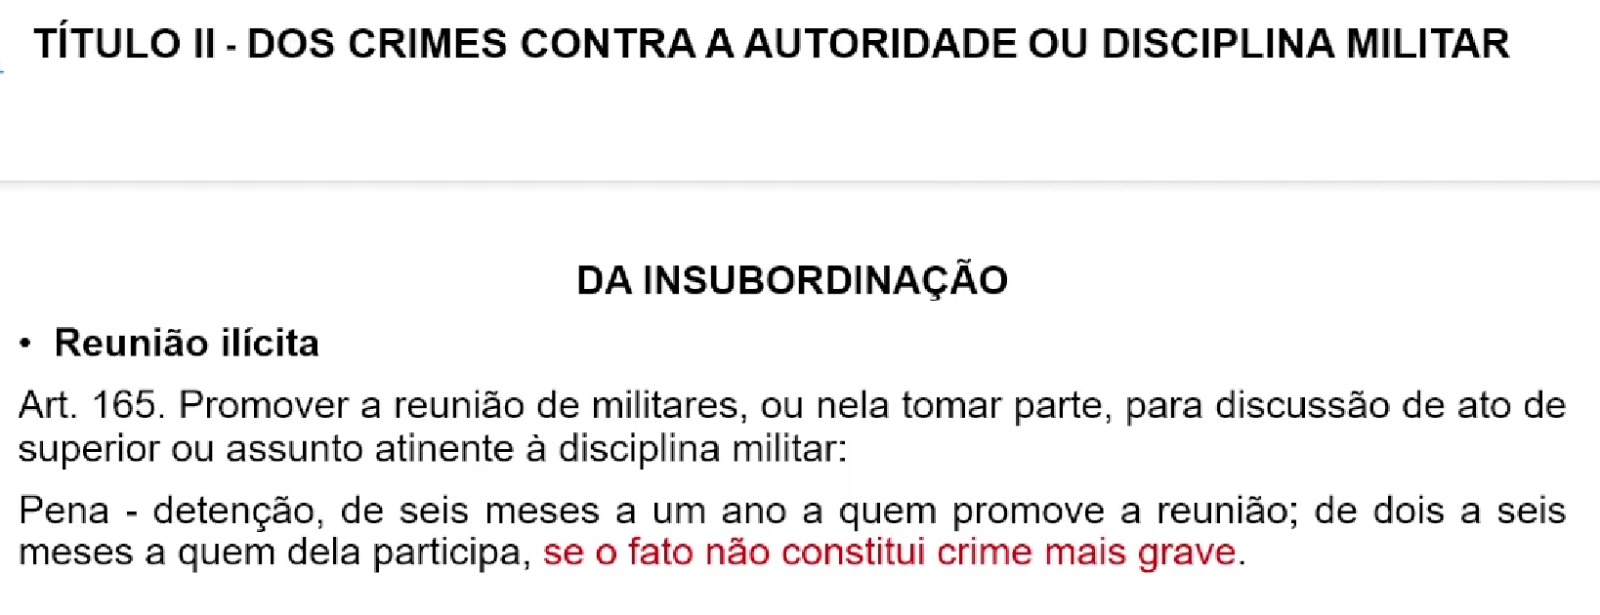 TÍTULO II - DOS CRIMES CONTRA A AUTORIDADE OU DISCIPLINA MILITAR
DA INSUBORDINAÇÃO
• Reunião ilícita
Art. 165. Promover a reunião de militares, ou nela tomar parte, para discussão de ato de
superior ou assunto atinente à disciplina militar:
Pena - detenção, de seis meses a um ano a quem promove a reunião; de dois a seis
meses a quem dela participa, se o fato não constitui crime mais grave.